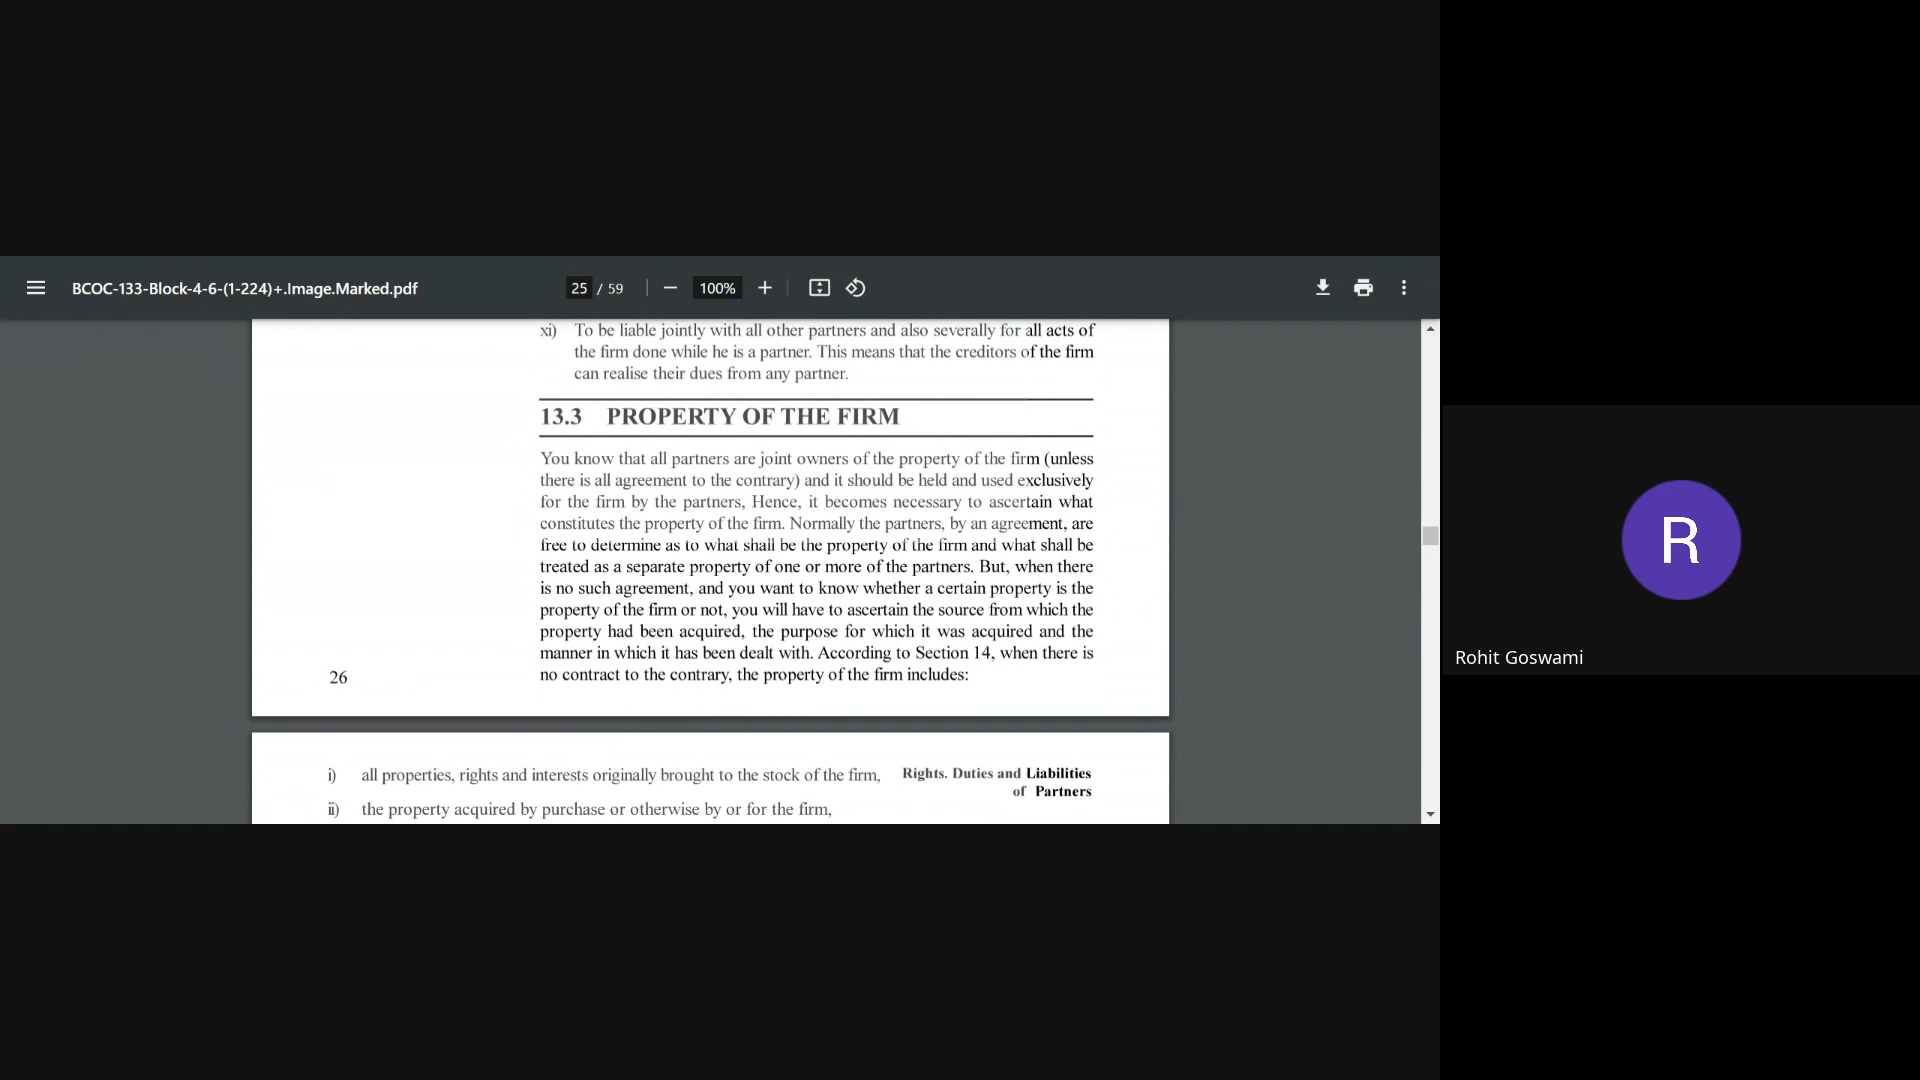 BCOC-133-Block-4-6-(1-224)+.Image.Marked.pdf
25 / 59
100%
xi) To be liable jointly with all other partners and also severally for all acts of
the firm done while he is a partner. This means that the creditors of the firm
can realise their dues from any partner.
13.3 PROPERTY OF THE FIRM
You know that all partners are joint owners of the property of the firm (unless
there is all agreement to the contrary) and it should be held and used exclusively
for the firm by the partners, Hence, it becomes necessary to ascertain what
constitutes the property of the firm. Normally the partners, by an agreement, are
free to determine as to what shall be the property of the firm and what shall be
treated as a separate property of one or more of the partners. But, when there
is no such agreement, and you want to know whether a certain property is the
property of the firm or not, you will have to ascertain the source from which the
property had been acquired, the purpose for which it was acquired and the
manner in which it has been dealt with. According to Section 14, when there is
no contract to the contrary, the property of the firm includes:
26
i) all properties, rights and interests originally brought to the stock of the firm,
ii) the property acquired by purchase or otherwise by or for the firm,
Rights. Duties and Liabilities
of Partners
R
Rohit Goswami